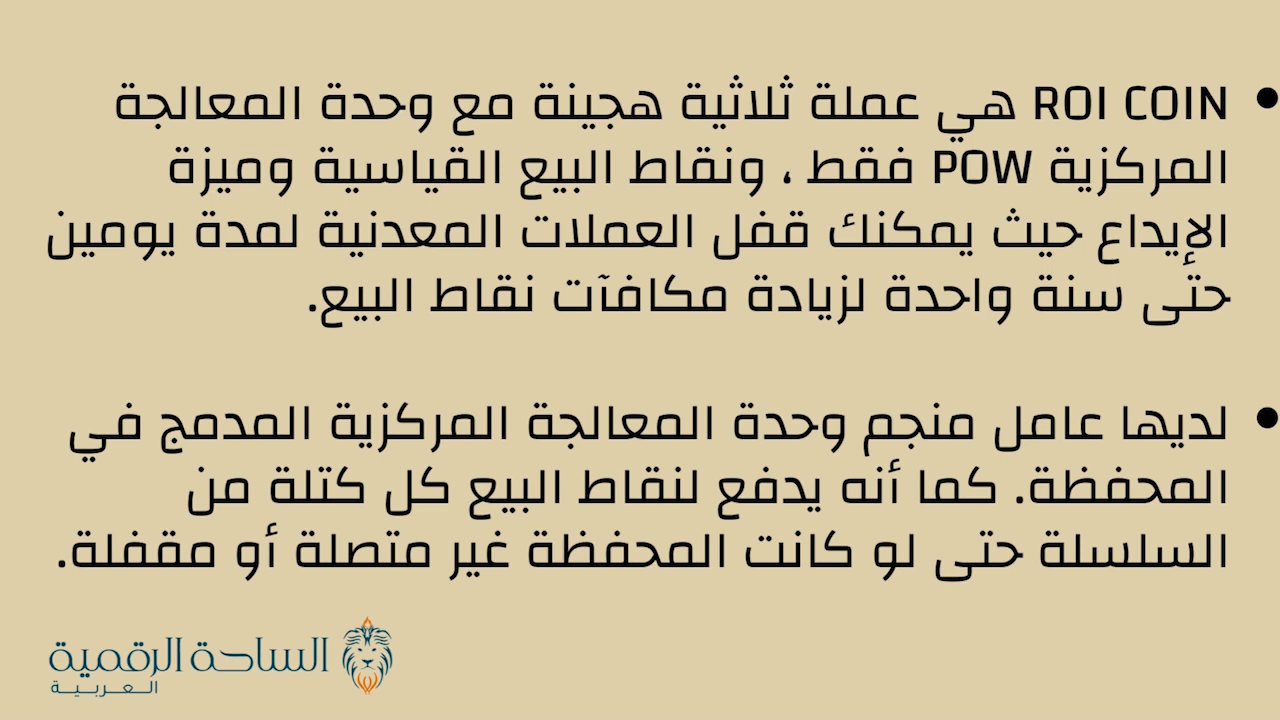 • ROI COIN هي عملة ثلاثية هجينة مع وحدة المعالجة
المركزية POW فقط ، ونقاط البيع القياسية وميزة
الإيداع حيث يمكنك قفل العملات المعدنية لمدة يومين
حتى سنة واحدة لزيادة مكافآت نقاط البيع.
• لديها عامل منجم وحدة المعالجة المركزية المدمج في
المحفظة. كما أنه يدفع لنقاط البيع كل كتلة من
السلسلة حتى لو كانت المحفظة غير متصلة أو مقفلة.
الساحة الرقمية
العربية